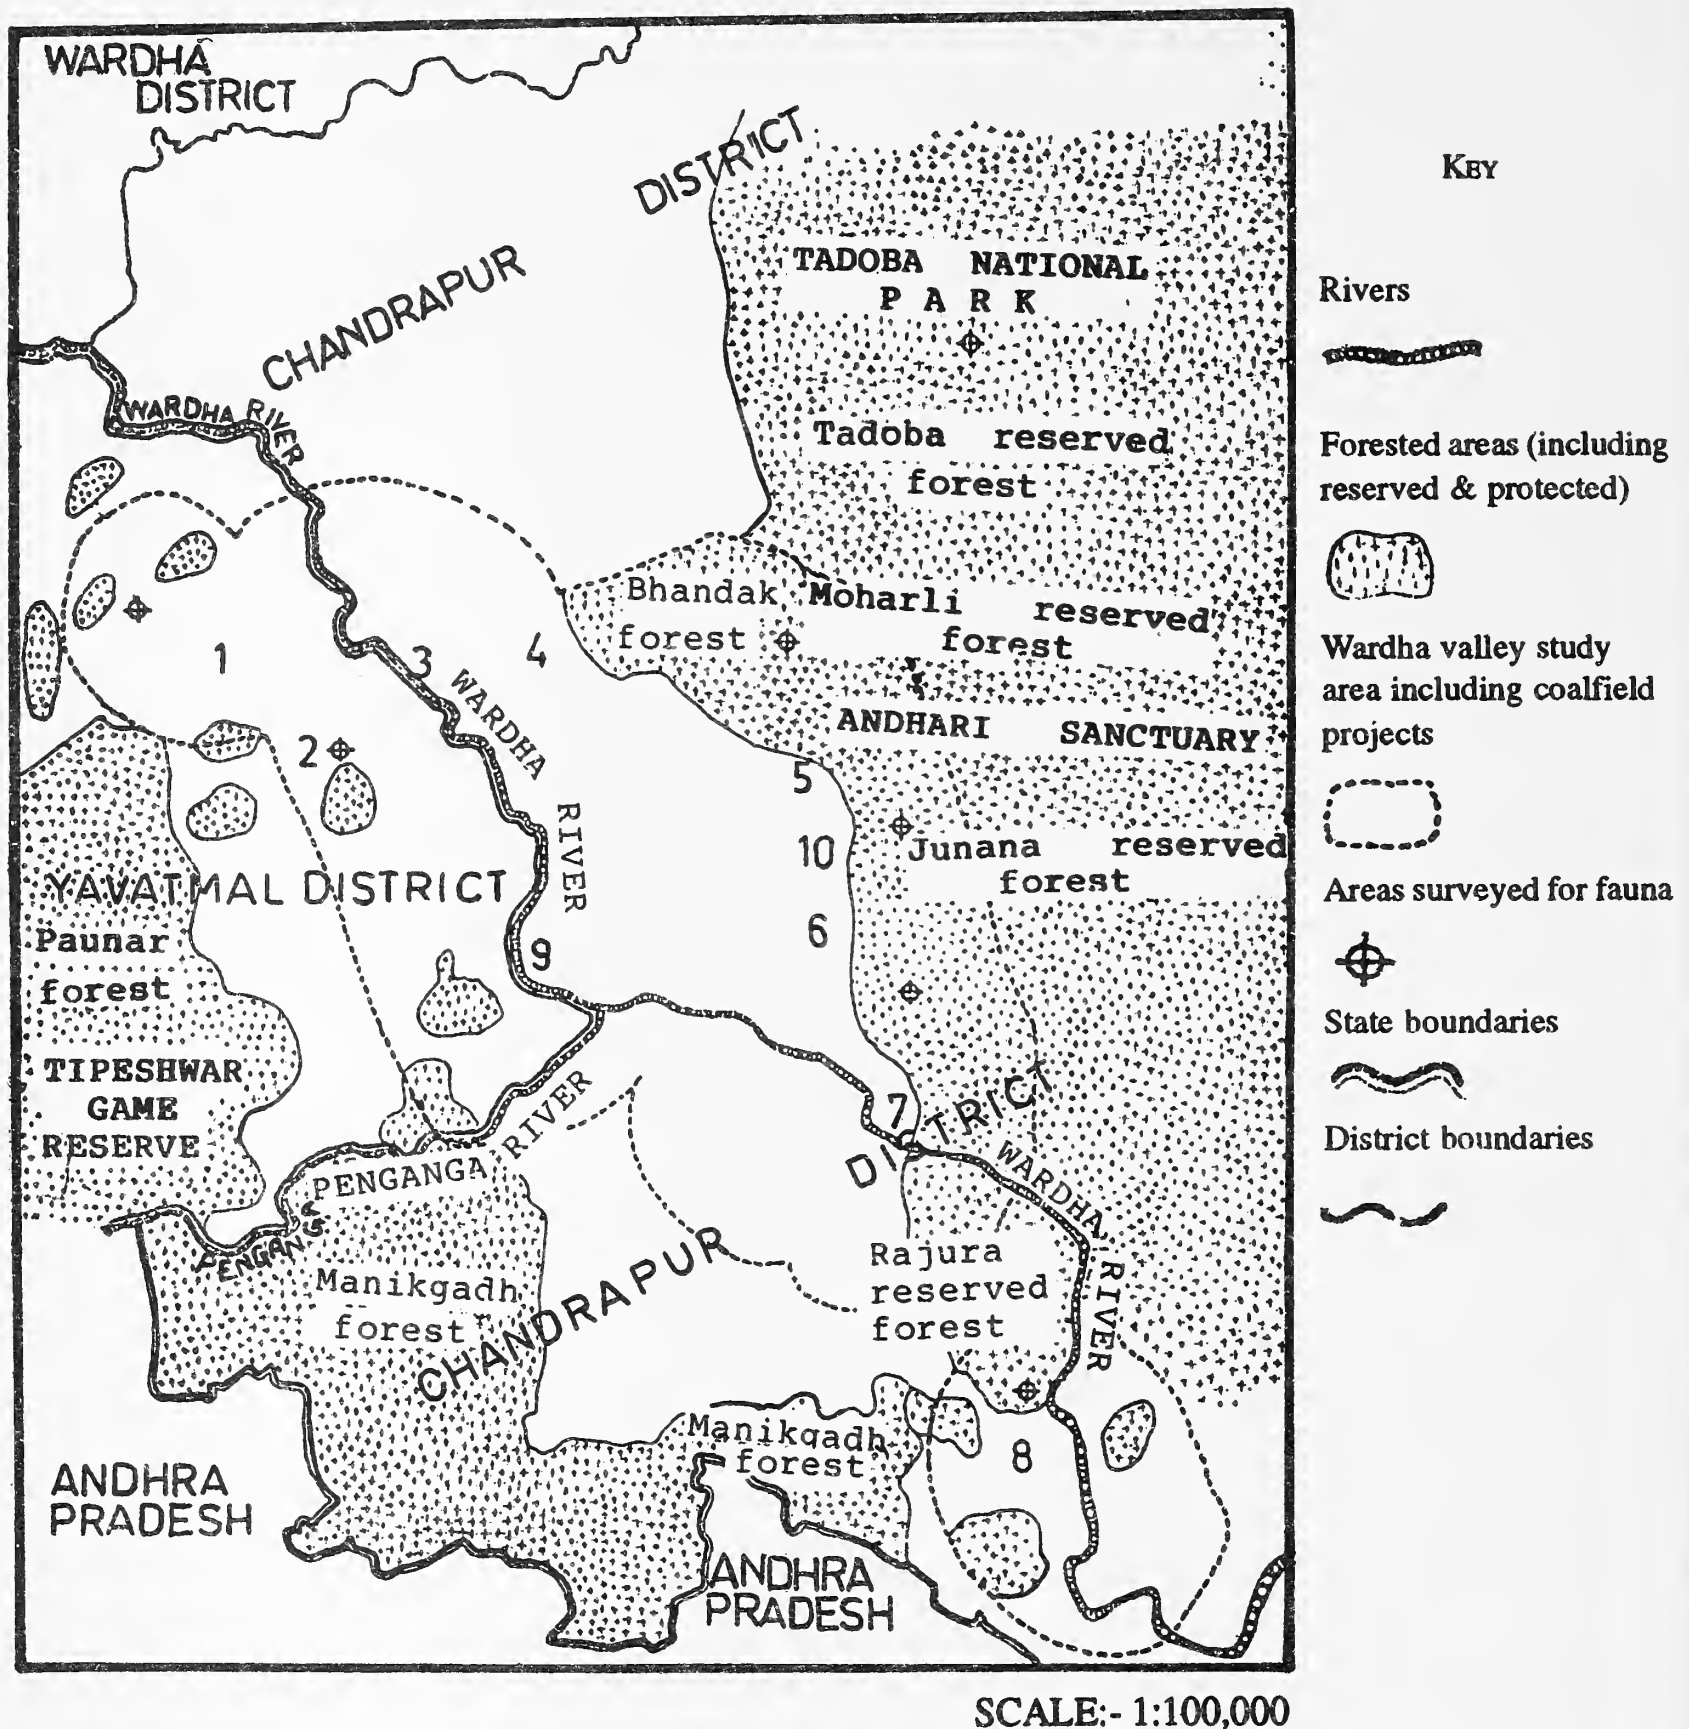 WARDHA
DISTRICT
DISTRICT
CHANDRAPUR
TADOBA NATIONAL
PARK
WARDHA RIVER
Tadoba reserved
forest
Bhandak
forest
Moharli reserved
forest
1
3
4
WARDHA
RIVER
ANDHARI SANCTUARY
2
5
10
Junana reserved
forest
YAVATMAL DISTRICT
6
Paunar
forest
9
TIPESHWAR
GAME
RESERVE
7
DISTRICT
PENGANGA RIVER
WARDHA
RIVER
PENGANGA
Manikgadh
forest
CHANDRAPUR
Rajura
reserved
forest
Manikgadh
forest
8
ANDHRA
PRADESH
ANDHRA
PRADESH
KEY
Rivers
Forested areas (including
reserved & protected)
Wardha valley study
area including coalfield
projects
Areas surveyed for fauna
State boundaries
District boundaries
SCALE:- 1:100,000